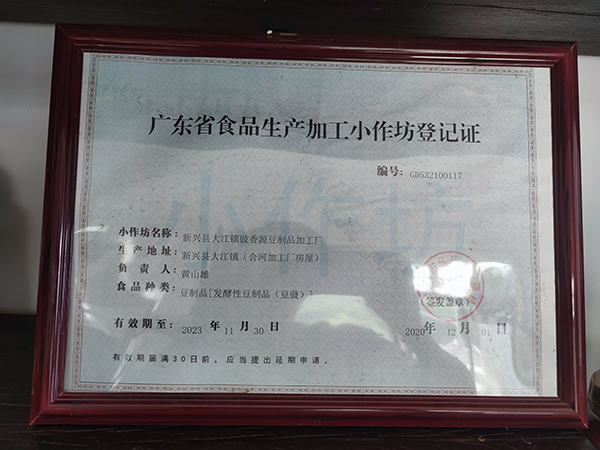 广东省食品生产加工小作坊登记证
编号: GD532100117
小作坊
小作坊名称: 新兴县大江镇豉香源豆制品加工厂
生产地址: 新兴县大江镇（合河加工厂房屋）
负责人: 黄山雄
食品种类: 豆制品[发酵性豆制品（豆豉）]
(签发盖章)
有效期至: 2023 年 11 月 30 日
2020 年 12 月 01 日
有效期届满30日前，应当提出延期申请。